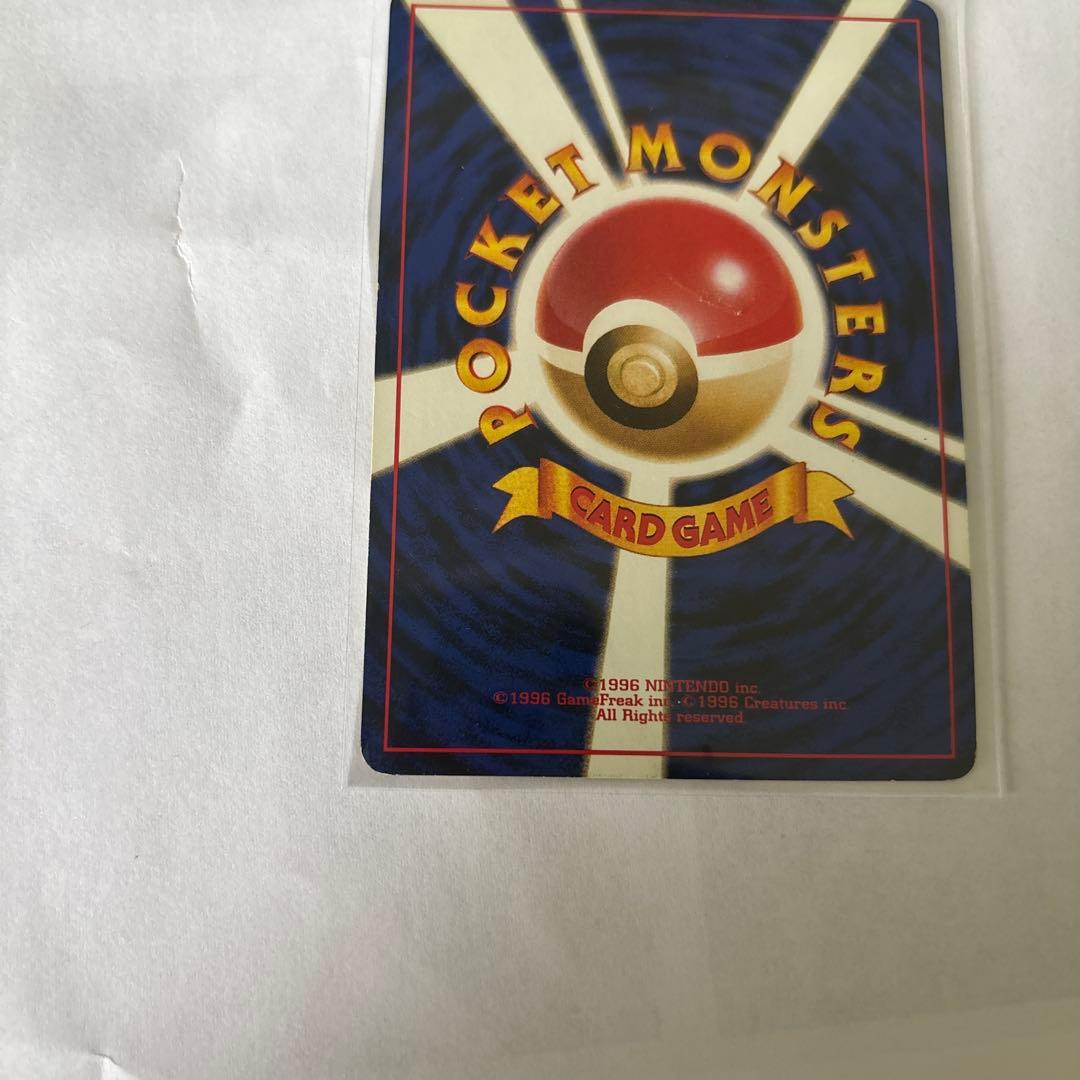 POCKET MONSTERS
CARD GAME
©1996 NINTENDO inc.
©1996 GameFreak inc. ©1996 Creatures inc.
All Rights reserved.